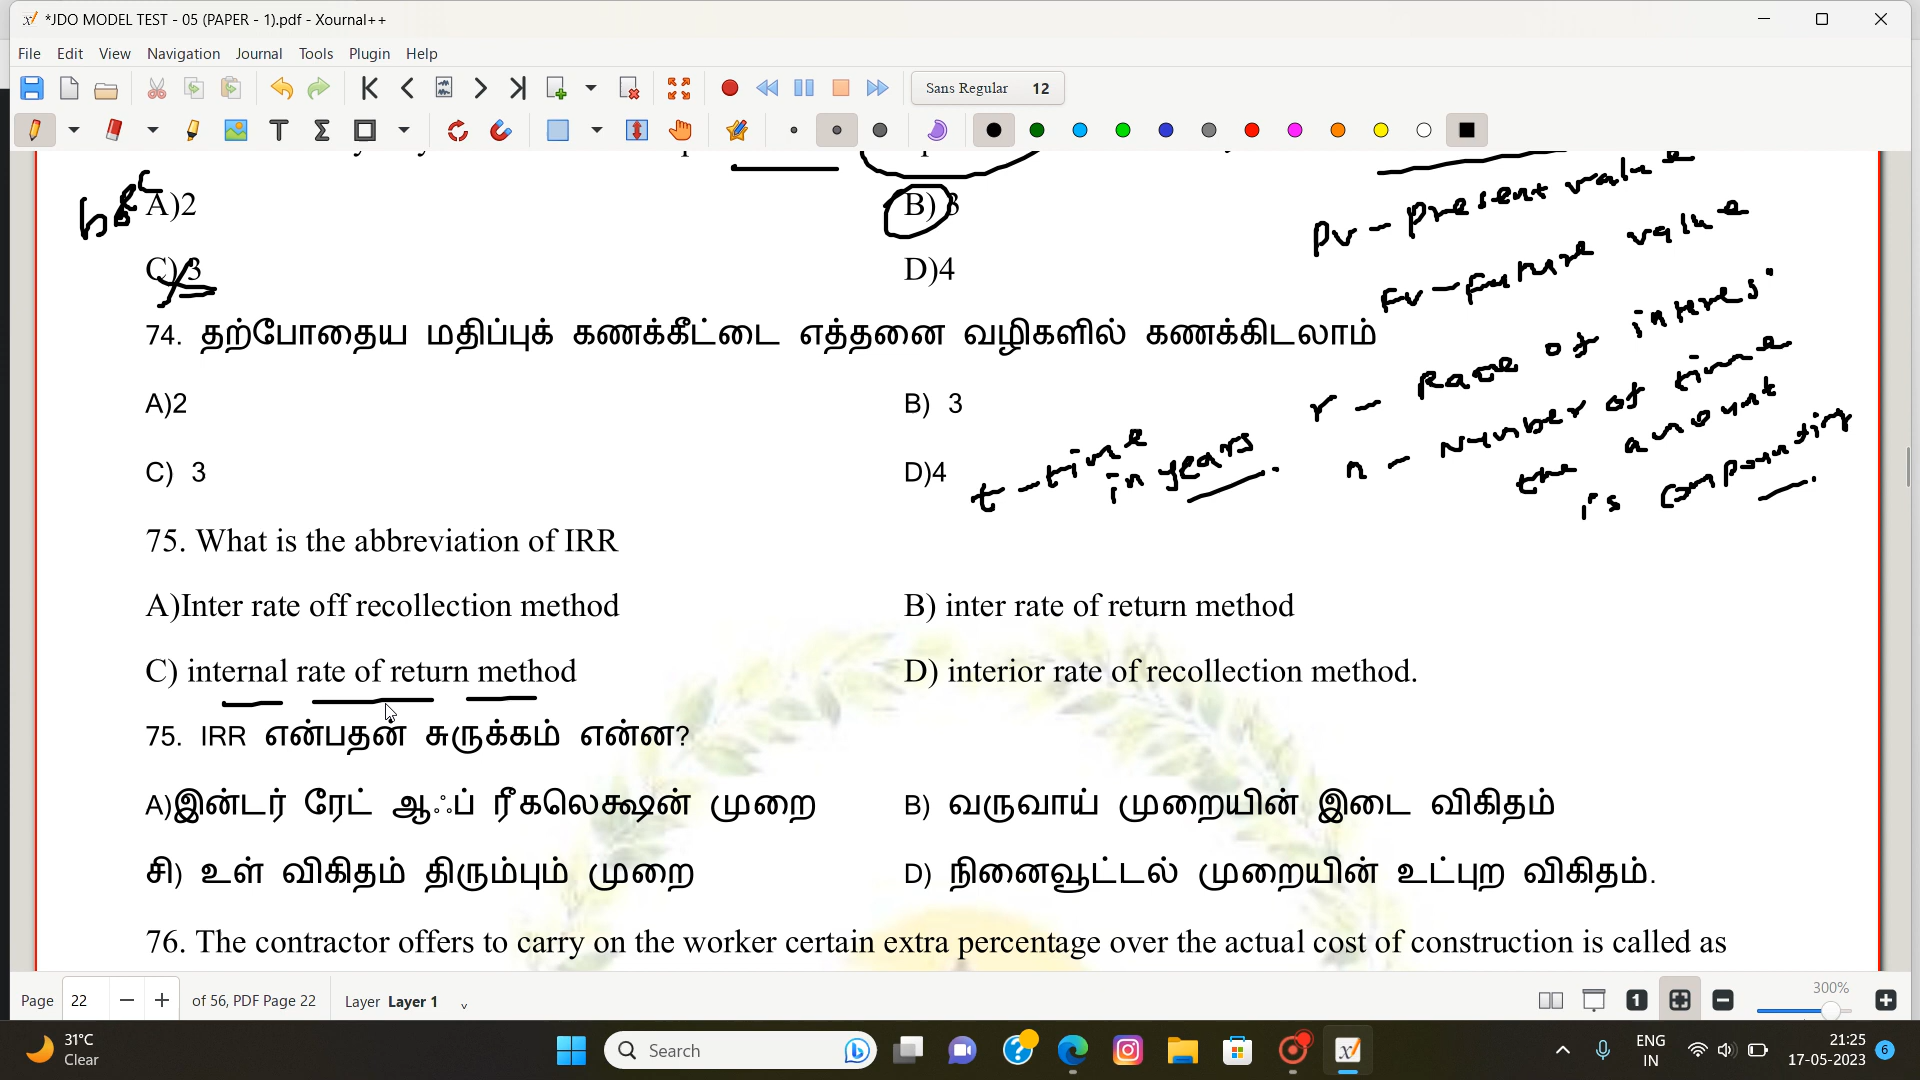 *JDO MODEL TEST - 05 (PAPER - 1).pdf - Xournal++
File Edit View Navigation Journal Tools Plugin Help
Sans Regular 12
A)2
B) 3
C) 3
D)4
PV - Present value
FV - Future value
r - Rate of interes
n - Number of time
the amount
is compounting
t - time
in years
74. தற்போதைய மதிப்புக் கணக்கீட்டை எத்தனை வழிகளில் கணக்கிடலாம்
A)2
B) 3
C) 3
D)4
75. What is the abbreviation of IRR
A)Inter rate off recollection method
B) inter rate of return method
C) internal rate of return method
D) interior rate of recollection method.
75. IRR என்பதன் சுருக்கம் என்ன?
A)இன்டர் ரேட் ஆஃப் ரீகலெக்ஷன் முறை
B) வருவாய் முறையின் இடை விகிதம்
சி) உள் விகிதம் திரும்பும் முறை
D) நினைவூட்டல் முறையின் உட்புற விகிதம்.
76. The contractor offers to carry on the worker certain extra percentage over the actual cost of construction is called as
Page 22 of 56, PDF Page 22 Layer Layer 1
300%
31°C
Clear
Search
ENG
IN
21:25
17-05-2023
6